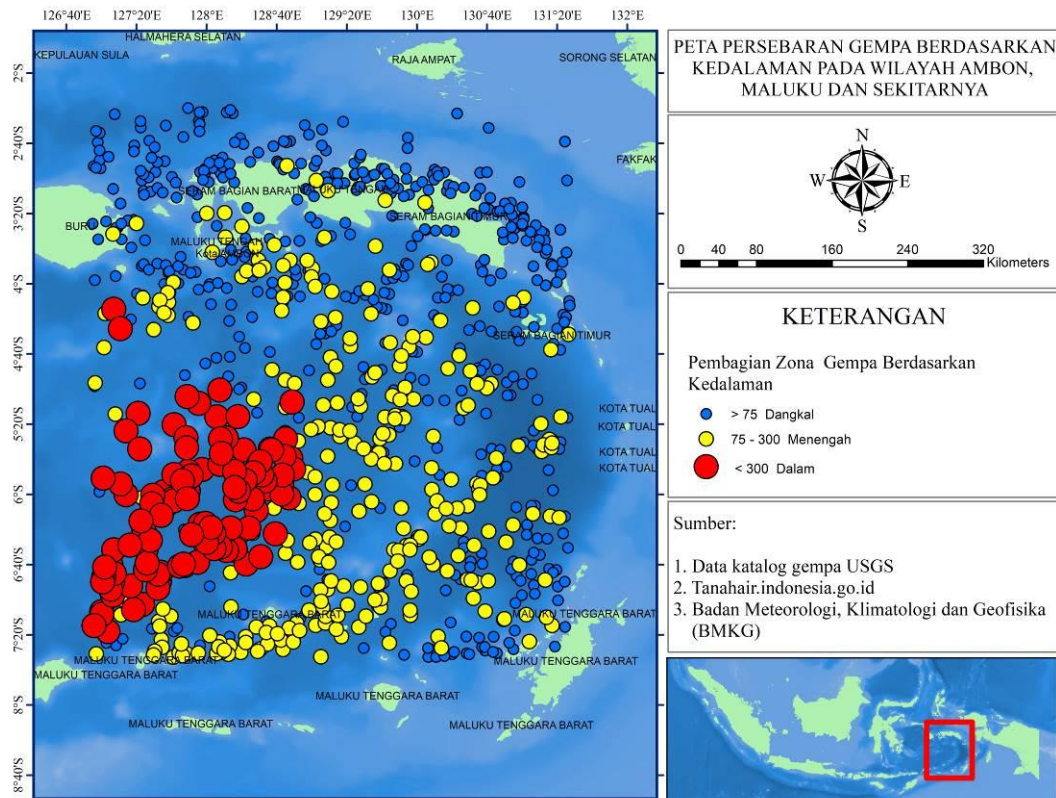 126°40'E 127°20'E 128°E 128°40'E 129°20'E 130°E 130°40'E 131°20'E 132°E
HALMAHERA SELATAN
KEPULAUAN SULA
RAJA AMPAT
SORONG SELATAN
2°S
2°40'S
FAKFAK
SERAM BAGIAN BARAT
MALUKU TENGAH
3°20'S
SERAM BAGIAN TIMUR
BURU
MALUKU TENGAH
Kota AMBON
4°S
SERAM BAGIAN TIMUR
4°40'S
KOTA TUAL
5°20'S
KOTA TUAL
KOTA TUAL
KOTA TUAL
6°S
6°40'S
MALUKU TENGGARA BARAT
MALUKU TENGGARA BARAT
7°20'S
MALUKU TENGGARA BARAT
MALUKU TENGGARA BARAT
MALUKU TENGGARA BARAT
MALUKU TENGGARA BARAT
8°S
MALUKU TENGGARA BARAT
MALUKU TENGGARA BARAT
8°40'S
PETA PERSEBARAN GEMPA BERDASARKAN
KEDALAMAN PADA WILAYAH AMBON,
MALUKU DAN SEKITARNYA
N
W E
S
0 40 80 160 240 320
Kilometers
KETERANGAN
Pembagian Zona Gempa Berdasarkan
Kedalaman
> 75 Dangkal
75 - 300 Menengah
< 300 Dalam
Sumber:
1. Data katalog gempa USGS
2. Tanahair.indonesia.go.id
3. Badan Meteorologi, Klimatologi dan Geofisika
(BMKG)